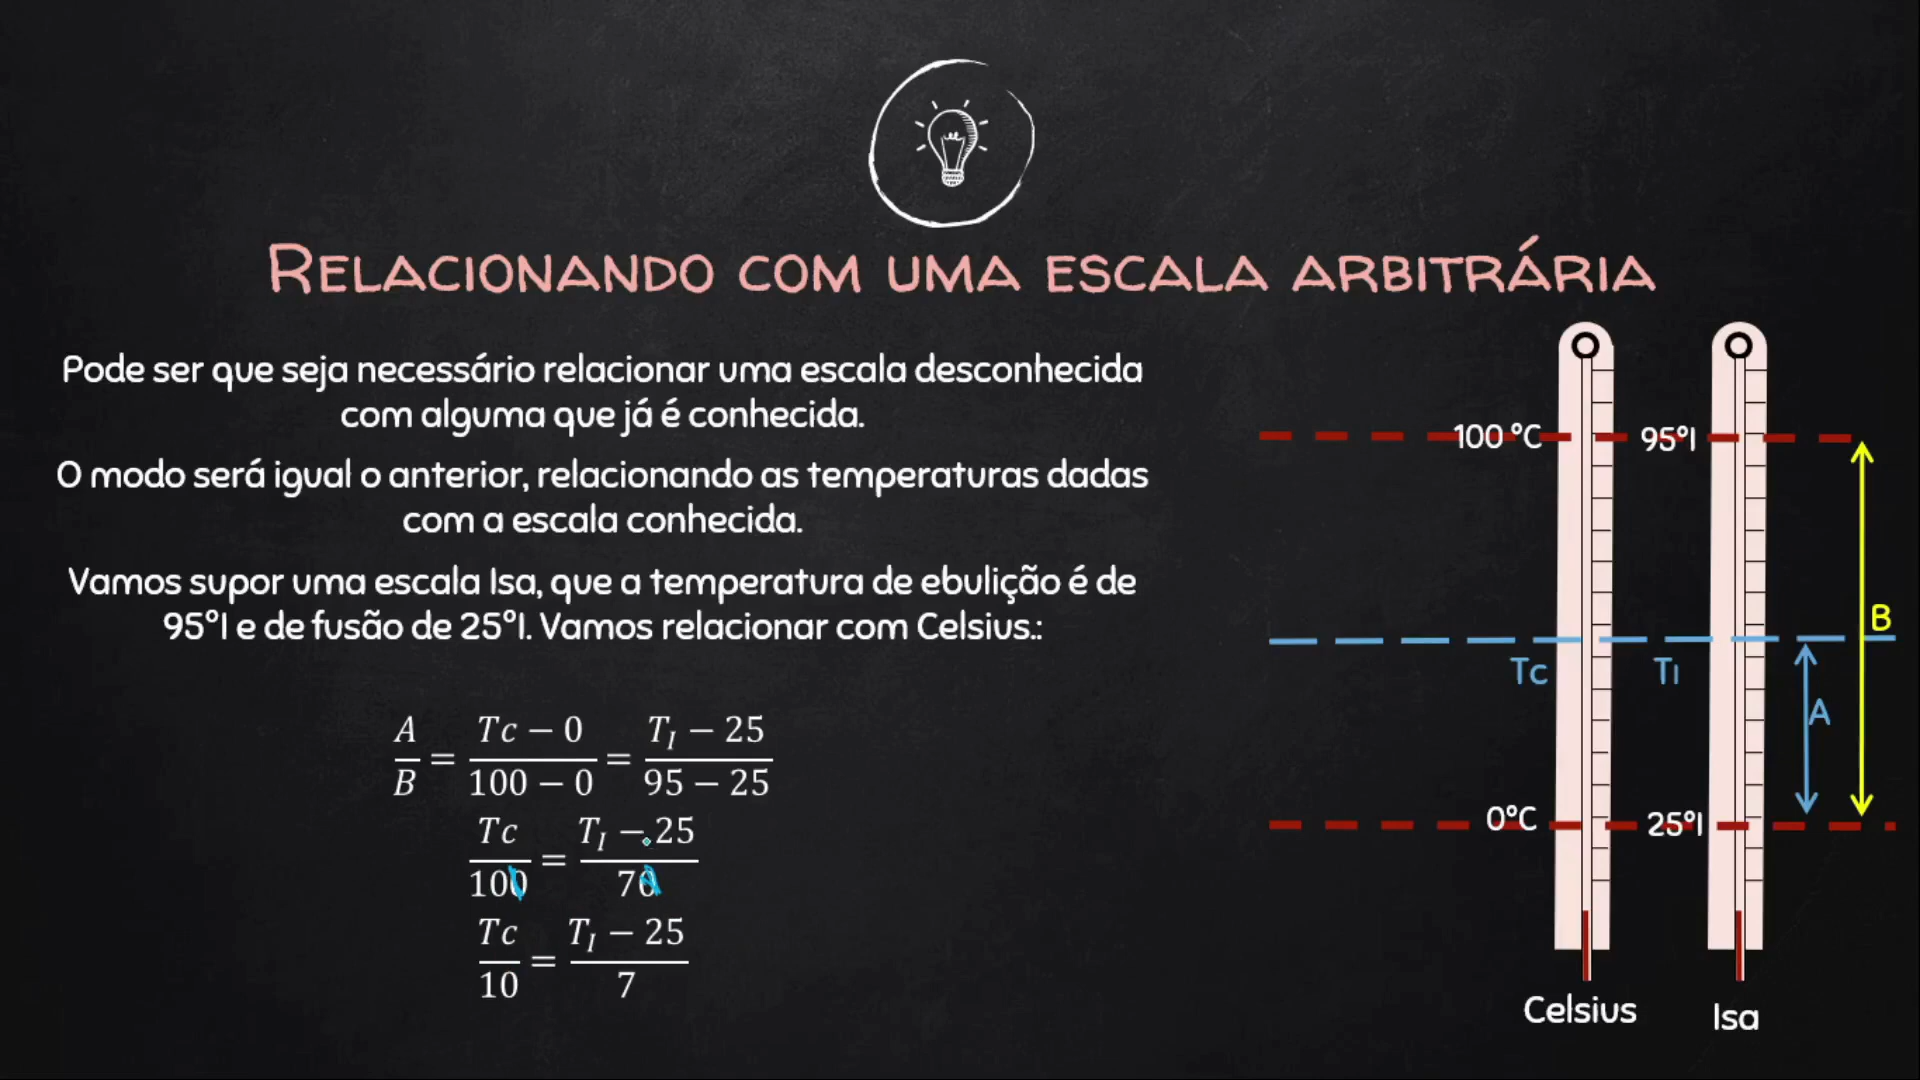 RELACIONANDO COM UMA ESCALA ARBITRÁRIA
Pode ser que seja necessário relacionar uma escala desconhecida
com alguma que já é conhecida.
O modo será igual o anterior, relacionando as temperaturas dadas
com a escala conhecida.
Vamos supor uma escala Isa, que a temperatura de ebulição é de
95°I e de fusão de 25°I. Vamos relacionar com Celsius.:
A/B = (Tc − 0)/(100 − 0) = (T_I − 25)/(95 − 25)
Tc/100 = (T_I − 25)/70
Tc/10 = (T_I − 25)/7
100 °C 95°I
B
Tc TI
A
0°C 25°I
Celsius Isa